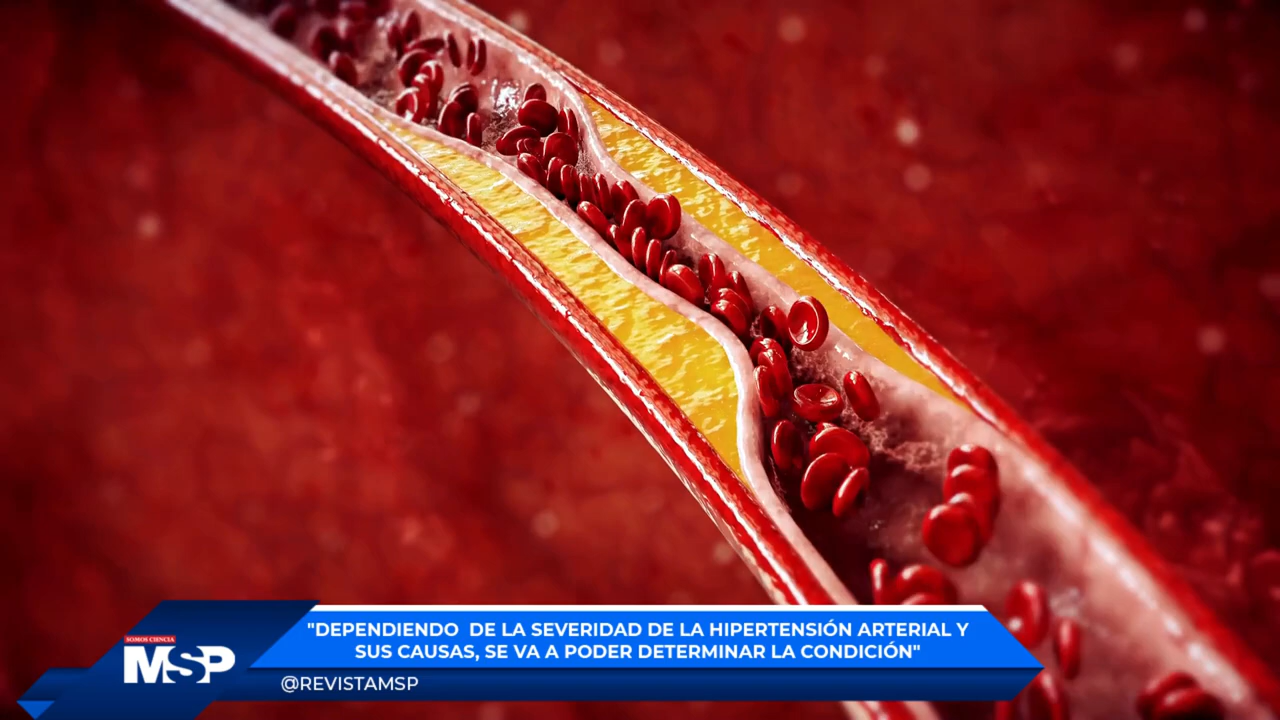 "DEPENDIENDO  DE LA SEVERIDAD DE LA HIPERTENSIÓN ARTERIAL Y
SUS CAUSAS, SE VA A PODER DETERMINAR LA CONDICIÓN"
SOMOS CIENCIA
MSP
@REVISTAMSP